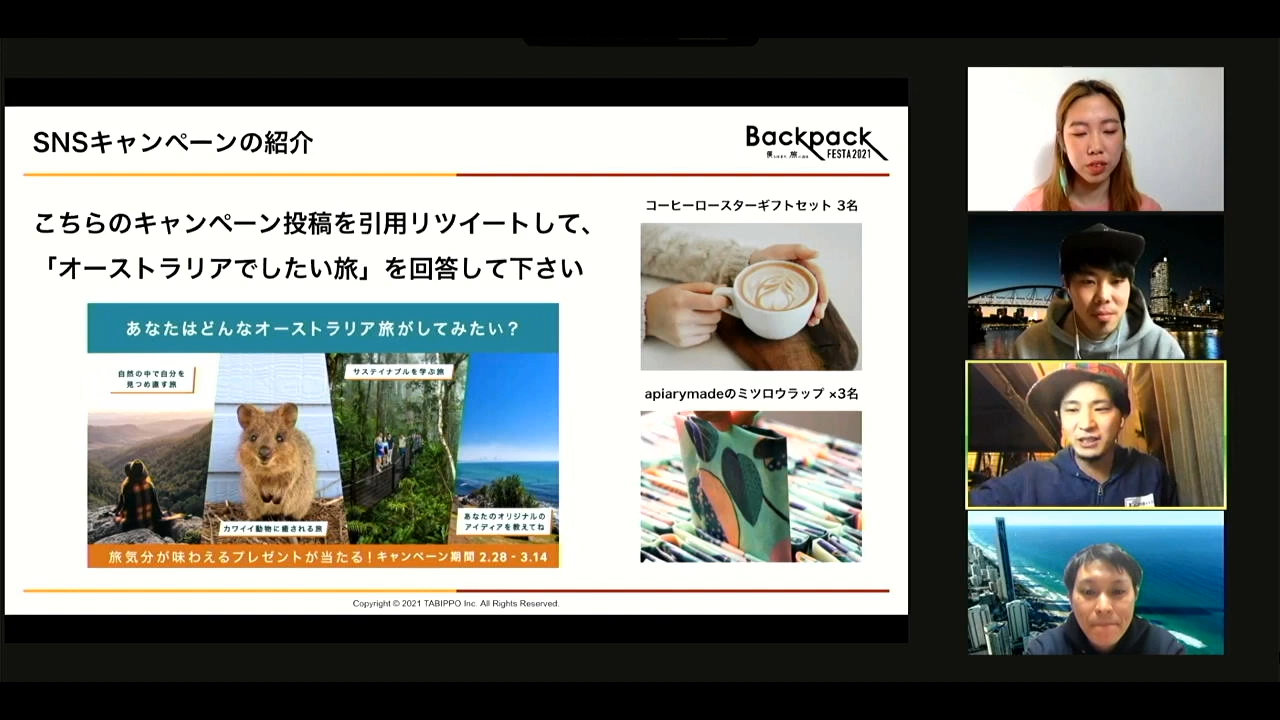 SNSキャンペーンの紹介
Backpack
FESTA2021
こちらのキャンペーン投稿を引用リツイートして、
「オーストラリアでしたい旅」を回答して下さい
あなたはどんなオーストラリア旅がしてみたい？
自然の中で自分を
見つめ直す旅
サステイナブルを学ぶ旅
カワイイ動物に癒される旅
あなたのオリジナルの
アイディアを教えてね
旅気分が味わえるプレゼントが当たる！キャンペーン期間 2.28 - 3.14
コーヒーロースターギフトセット 3名
apiarymadeのミツロウラップ ×3名
Copyright © 2021 TABIPPO Inc. All Rights Reserved.